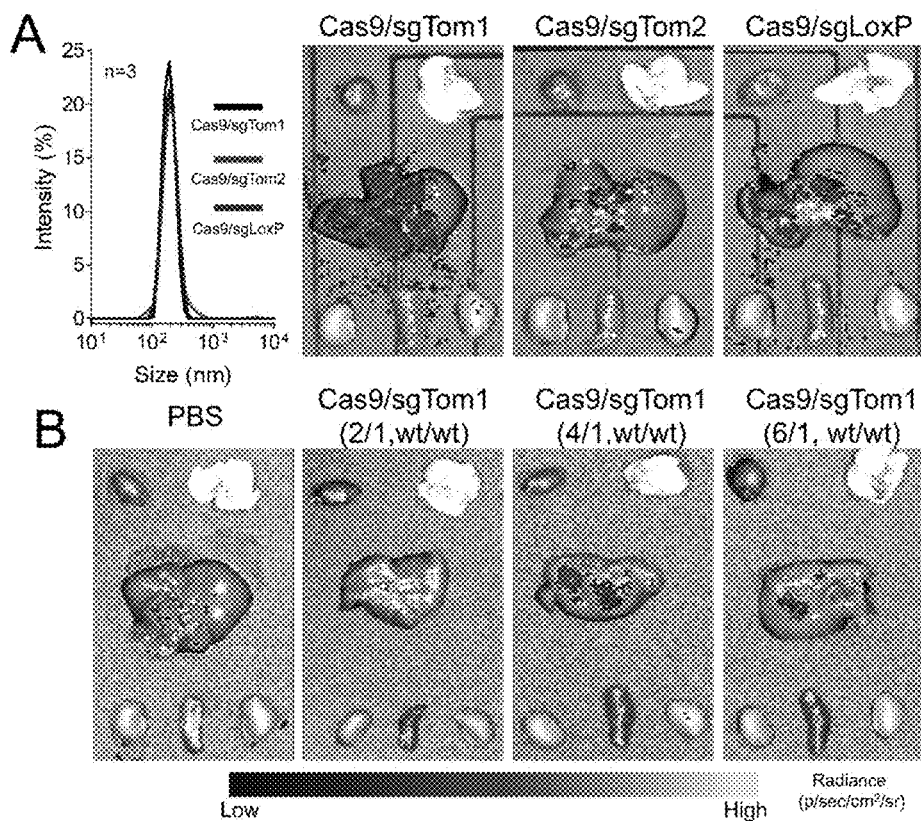 A
Cas9/sgTom1
Cas9/sgTom2
Cas9/sgLoxP
25
20
15
10
5
0
Intensity (%)
n=3
Cas9/sgTom1
Cas9/sgTom2
Cas9/sgLoxP
10¹
10²
10³
10⁴
Size (nm)
B
PBS
Cas9/sgTom1
(2/1,wt/wt)
Cas9/sgTom1
(4/1,wt/wt)
Cas9/sgTom1
(6/1, wt/wt)
Low
High
Radiance
(p/sec/cm²/sr)